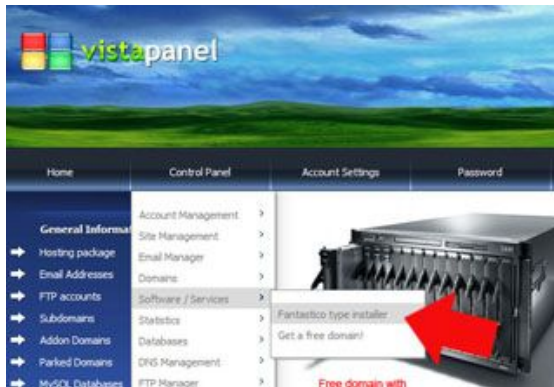 vistapanel
Home
Control Panel
Account Settings
Password
General Informa
Hosting package
Email Addresses
FTP accounts
Subdomains
Addon Domains
Parked Domains
MySQL Databases
Account Management
Site Management
Email Manager
Domains
Software / Services
Statistics
Databases
DNS Management
FTP Manager
Fantastico type installer
Get a free domain!
Free domain with